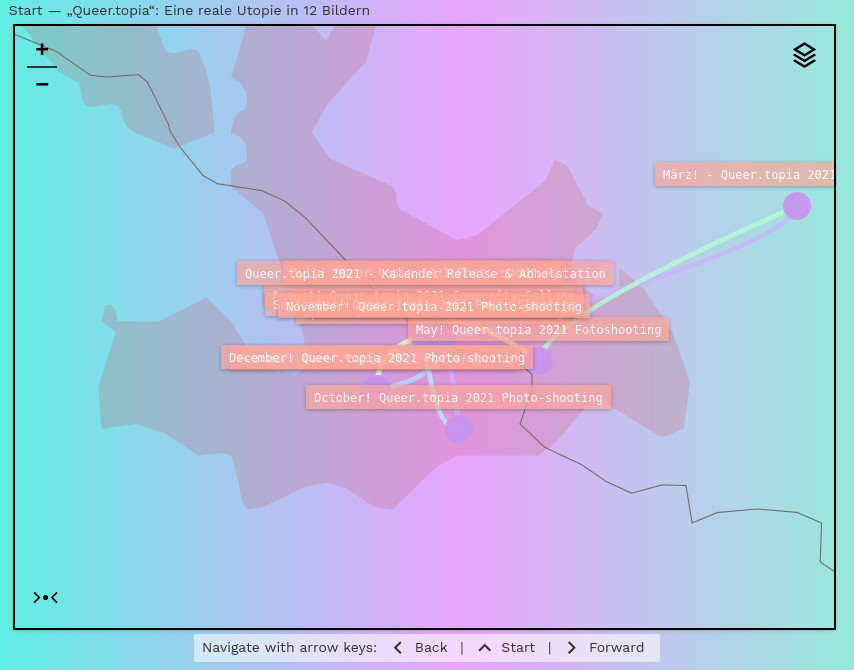 Start — „Queer.topia“: Eine reale Utopie in 12 Bildern
+
−
März! - Queer.topia 2021
Queer.topia 2021 - Kalender Release & Abholstation
November! Queer.topia 2021 Photo-shooting
May! Queer.topia 2021 Fotoshooting
December! Queer.topia 2021 Photo-shooting
October! Queer.topia 2021 Photo-shooting
Navigate with arrow keys: Back | Start | Forward